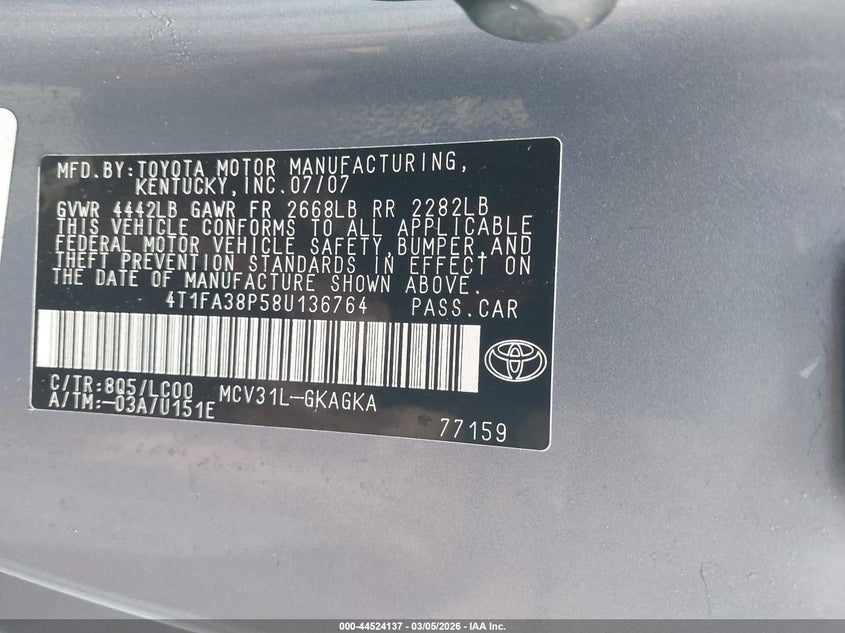 MFD.BY:TOYOTA MOTOR MANUFACTURING,
KENTUCKY,INC.07/07
GVWR 4442LB GAWR FR 2668LB RR 2282LB
THIS VEHICLE CONFORMS TO ALL APPLICABLE
FEDERAL MOTOR VEHICLE SAFETY,BUMPER,AND
THEFT PREVENTION STANDARDS IN EFFECT ON
THE DATE OF MANUFACTURE SHOWN ABOVE.
4T1FA38P58U136764 PASS.CAR
C/TR:8Q5/LC00 MCV31L-GKAGKA
A/TM:-03A/U151E
77159
000-44524137 - 03/05/2026 - IAA Inc.